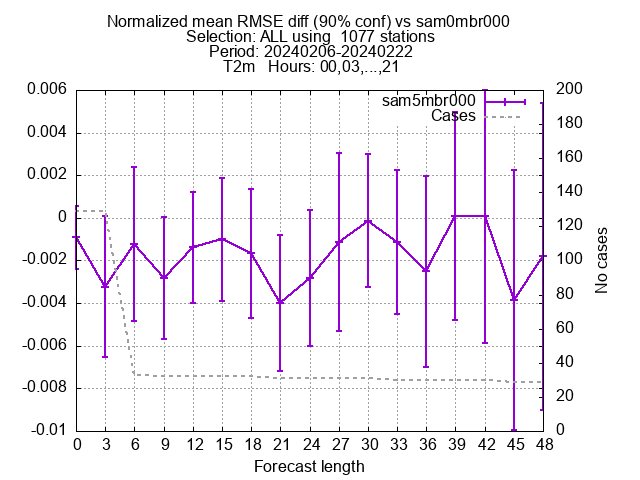 Normalized mean RMSE diff (90% conf) vs sam0mbr000
Selection: ALL using  1077 stations
Period: 20240206-20240222
T2m   Hours: 00,03,...,21
sam5mbr000
Cases
0.006
0.004
0.002
0
-0.002
-0.004
-0.006
-0.008
-0.01
200
180
160
140
120
100
80
60
40
20
0
No cases
0 3 6 9 12 15 18 21 24 27 30 33 36 39 42 45 48
Forecast length